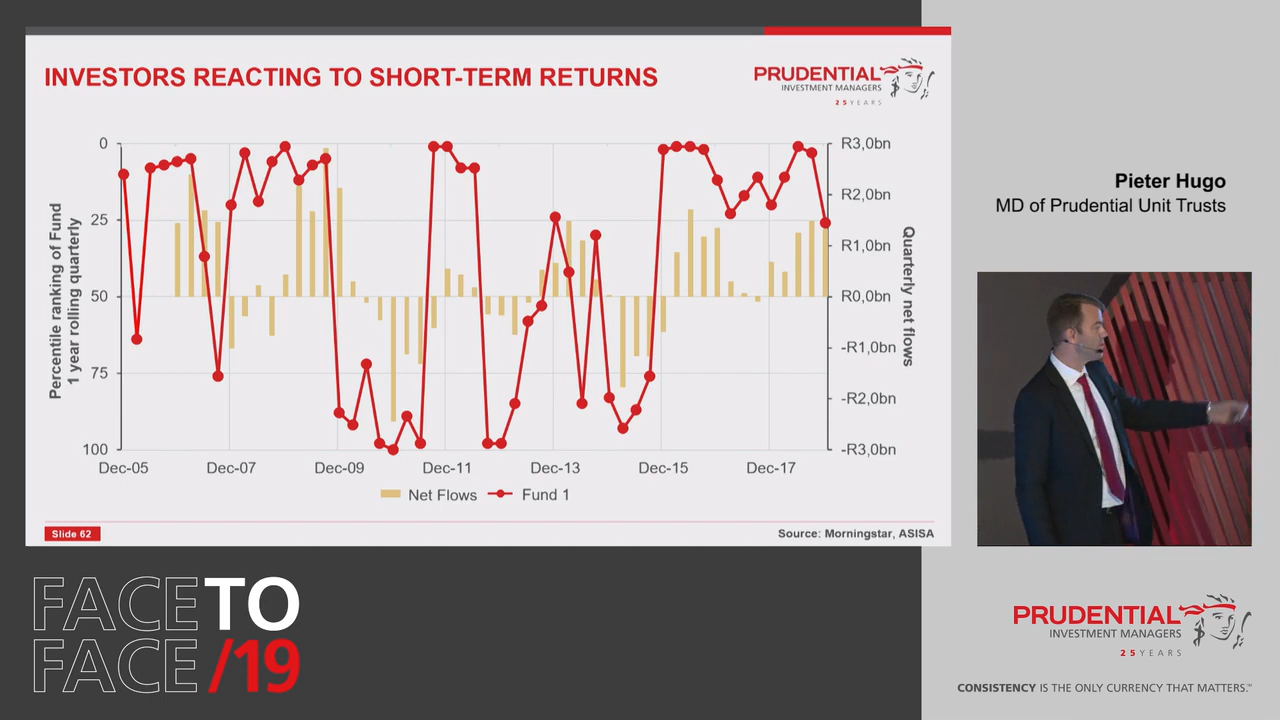 INVESTORS REACTING TO SHORT-TERM RETURNS
PRUDENTIAL
INVESTMENT MANAGERS
25 YEARS
Percentile ranking of Fund
1 year rolling quarterly
0
25
50
75
100
R3,0bn
R2,0bn
R1,0bn
R0,0bn
-R1,0bn
-R2,0bn
-R3,0bn
Quarterly net flows
Dec-05 Dec-07 Dec-09 Dec-11 Dec-13 Dec-15 Dec-17
Net Flows Fund 1
Slide 62
Source: Morningstar, ASISA
Pieter Hugo
MD of Prudential Unit Trusts
FACE TO
FACE /19
PRUDENTIAL
INVESTMENT MANAGERS
25 YEARS
CONSISTENCY IS THE ONLY CURRENCY THAT MATTERS.™